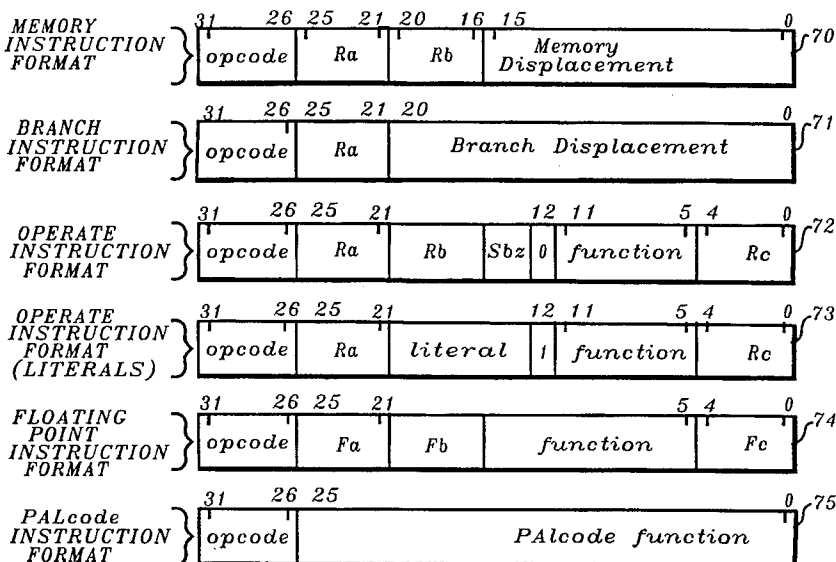 MEMORY INSTRUCTION FORMAT
31 26 25 21 20 16 15 0
opcode Ra Rb Memory Displacement
70
BRANCH INSTRUCTION FORMAT
31 26 25 21 20 0
opcode Ra Branch Displacement
71
OPERATE INSTRUCTION FORMAT
31 26 25 21 12 11 5 4 0
opcode Ra Rb Sbz 0 function Rc
72
OPERATE INSTRUCTION FORMAT (LITERALS)
31 26 25 21 12 11 5 4 0
opcode Ra literal 1 function Rc
73
FLOATING POINT INSTRUCTION FORMAT
31 26 25 21 5 4 0
opcode Fa Fb function Fc
74
PALcode INSTRUCTION FORMAT
31 26 25 0
opcode PAlcode function
75